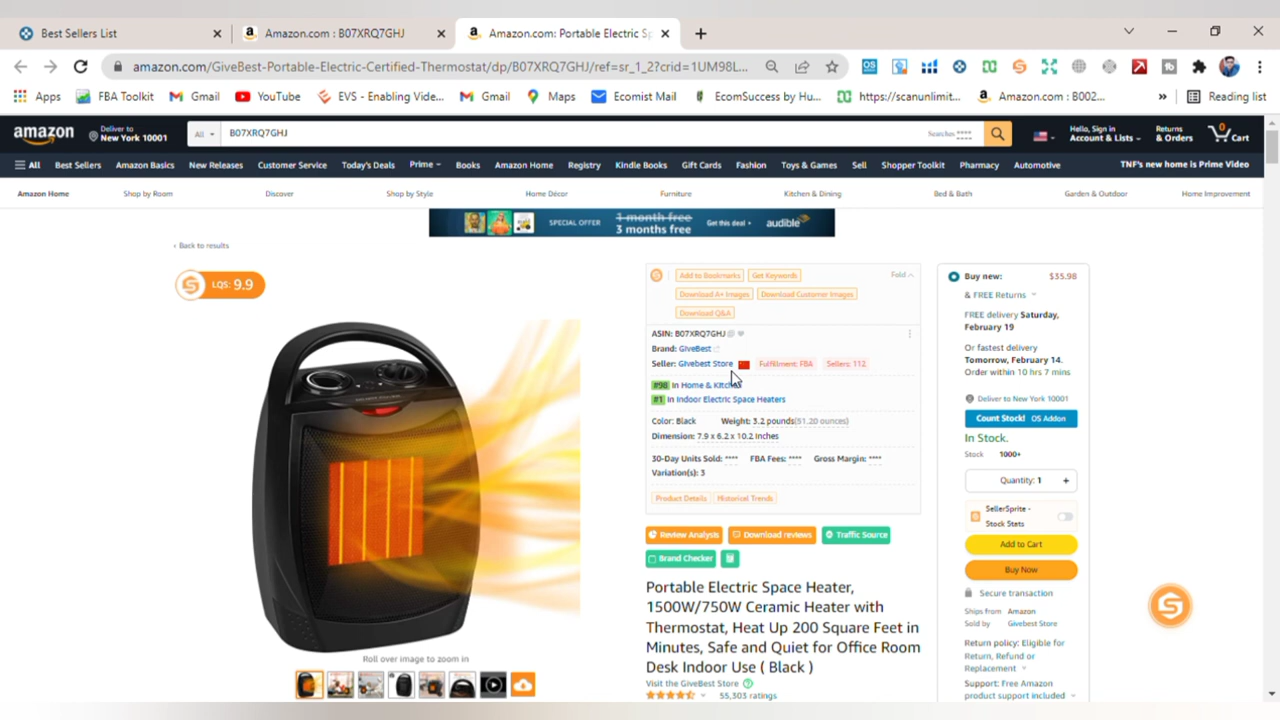 Best Sellers List
Amazon.com : B07XRQ7GHJ
Amazon.com: Portable Electric Sp
amazon.com/GiveBest-Portable-Electric-Certified-Thermostat/dp/B07XRQ7GHJ/ref=sr_1_2?crid=1UM98L...
Apps
FBA Toolkit
Gmail
YouTube
EVS - Enabling Vide...
Gmail
Maps
Ecomist Mail
EcomSuccess by Hu...
https://scanunlimit...
Amazon.com : B002...
»
Reading list
amazon
Deliver to
New York 10001
All
B07XRQ7GHJ
Searches ****
Hello, Sign in
Account & Lists
Returns
& Orders
0
Cart
All
Best Sellers
Amazon Basics
New Releases
Customer Service
Today's Deals
Prime
Books
Amazon Home
Registry
Kindle Books
Gift Cards
Fashion
Toys & Games
Sell
Shopper Toolkit
Pharmacy
Automotive
TNF's new home is Prime Video
Amazon Home
Shop by Room
Discover
Shop by Style
Home Décor
Furniture
Kitchen & Dining
Bed & Bath
Garden & Outdoor
Home Improvement
SPECIAL OFFER
1 month free
3 months free
Get this deal
audible
‹ Back to results
LQS: 9.9
Roll over image to zoom in
Add to Bookmarks
Get Keywords
Fold
Download A+ Images
Download Customer Images
Download Q&A
ASIN: B07XRQ7GHJ
Brand: GiveBest
Seller: Givebest Store
Fulfillment: FBA
Sellers: 112
#98 in Home & Kitchen
#1 in Indoor Electric Space Heaters
Color: Black
Weight: 3.2 pounds(51.20 ounces)
Dimension: 7.9 x 6.2 x 10.2 inches
30-Day Units Sold: ****
FBA Fees: ****
Gross Margin: ****
Variation(s): 3
Product Details
Historical Trends
Review Analysis
Download reviews
Traffic Source
Brand Checker
Portable Electric Space Heater,
1500W/750W Ceramic Heater with
Thermostat, Heat Up 200 Square Feet in
Minutes, Safe and Quiet for Office Room
Desk Indoor Use ( Black )
Visit the GiveBest Store
55,303 ratings
Buy new:
$35.98
& FREE Returns
FREE delivery Saturday,
February 19
Or fastest delivery
Tomorrow, February 14.
Order within 10 hrs 7 mins
Deliver to New York 10001
Count Stock! OS Addon
In Stock.
Stock 1000+
Quantity: 1 +
SellerSprite -
Stock Stats
Add to Cart
Buy Now
Secure transaction
Ships from Amazon
Sold by Givebest Store
Return policy: Eligible for
Return, Refund or
Replacement
Support: Free Amazon
product support included